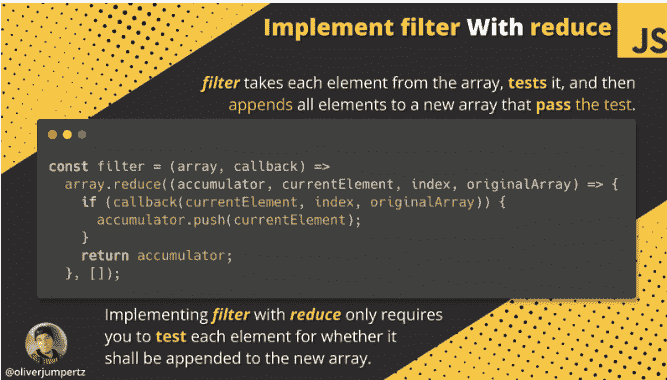 Implement filter With reduce
JS
filter takes each element from the array, tests it, and then
appends all elements to a new array that pass the test.
const filter = (array, callback) =>
  array.reduce((accumulator, currentElement, index, originalArray) => {
    if (callback(currentElement, index, originalArray)) {
      accumulator.push(currentElement);
    }
    return accumulator;
  }, []);
Implementing filter with reduce only requires
you to test each element for whether it
shall be appended to the new array.
@oliverjumpertz